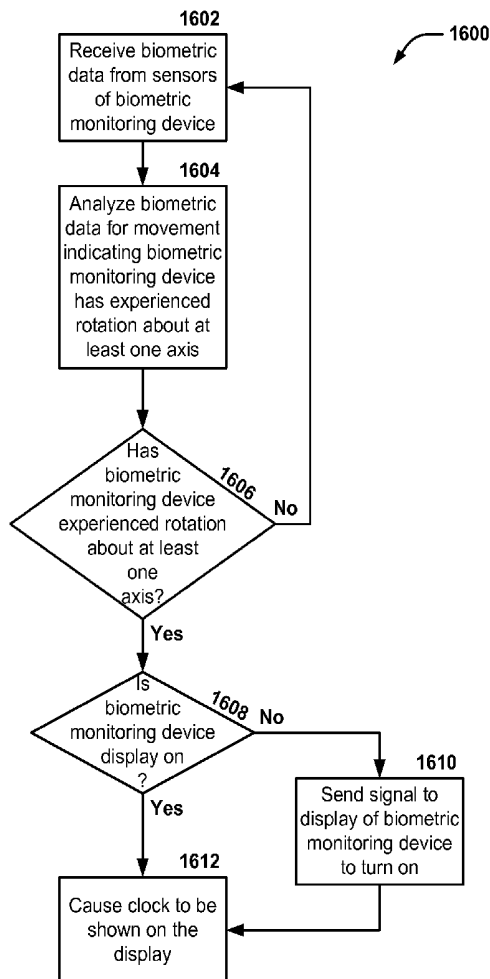 1602
1600
Receive biometric
data from sensors
of biometric
monitoring device
1604
Analyze biometric
data for movement
indicating biometric
monitoring device
has experienced
rotation about at
least one axis
1606
Has
biometric
monitoring device
experienced rotation
about at least
one
axis?
No
Yes
1608
Is
biometric
monitoring device
display on
?
No
Yes
1610
Send signal to
display of biometric
monitoring device
to turn on
1612
Cause clock to be
shown on the
display